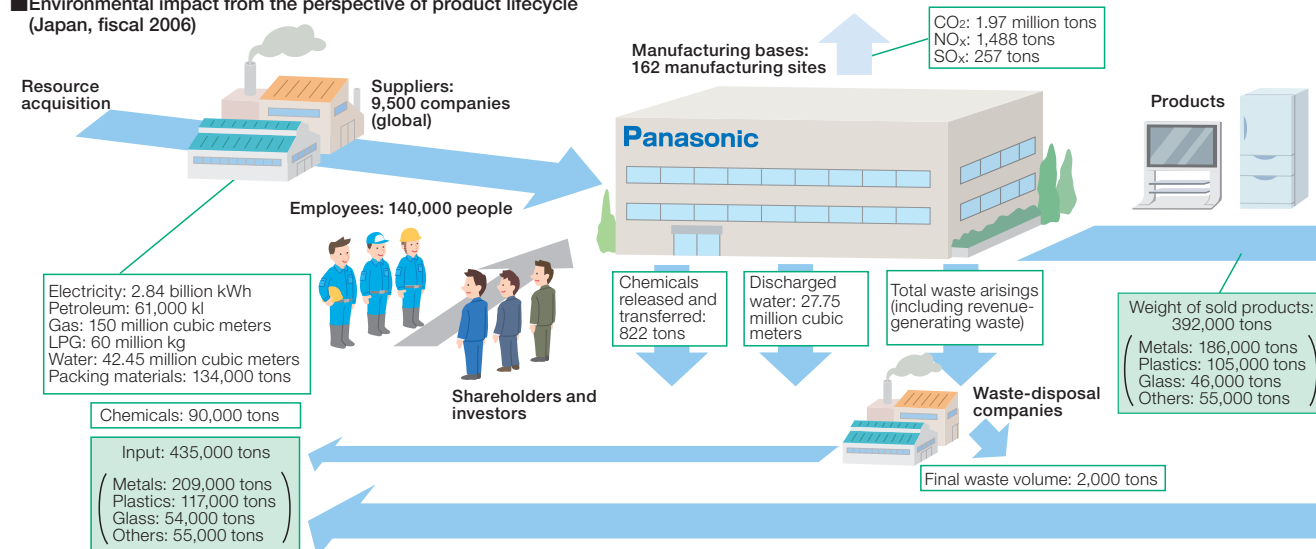 ■Environmental impact from the perspective of product lifecycle
(Japan, fiscal 2006)
Resource
acquisition
Suppliers:
9,500 companies
(global)
Manufacturing bases:
162 manufacturing sites
CO2: 1.97 million tons
NOx: 1,488 tons
SOx: 257 tons
Products
Panasonic
Employees: 140,000 people
Shareholders and
investors
Electricity: 2.84 billion kWh
Petroleum: 61,000 kl
Gas: 150 million cubic meters
LPG: 60 million kg
Water: 42.45 million cubic meters
Packing materials: 134,000 tons
Chemicals: 90,000 tons
Input: 435,000 tons
Metals: 209,000 tons
Plastics: 117,000 tons
Glass: 54,000 tons
Others: 55,000 tons
Chemicals
released and
transferred:
822 tons
Discharged
water: 27.75
million cubic
meters
Total waste arisings
(including revenue-
generating waste)
Waste-disposal
companies
Final waste volume: 2,000 tons
Weight of sold products:
392,000 tons
Metals: 186,000 tons
Plastics: 105,000 tons
Glass: 46,000 tons
Others: 55,000 tons